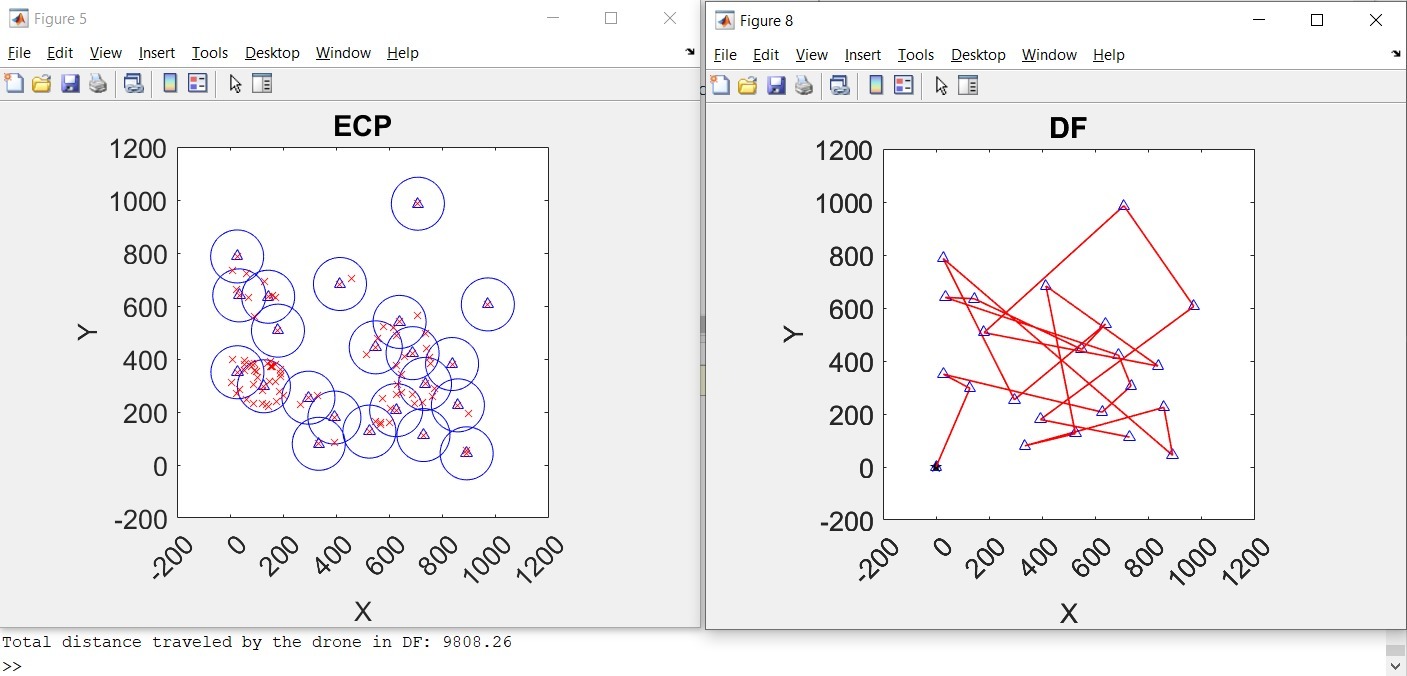 Figure 5
File Edit View Insert Tools Desktop Window Help
ECP
1200
1000
800
600
400
200
0
-200
Y
-200 0 200 400 600 800 1000 1200
X
Figure 8
File Edit View Insert Tools Desktop Window Help
DF
1200
1000
800
600
400
200
0
-200
Y
-200 0 200 400 600 800 1000 1200
X
Total distance traveled by the drone in DF: 9808.26
>>